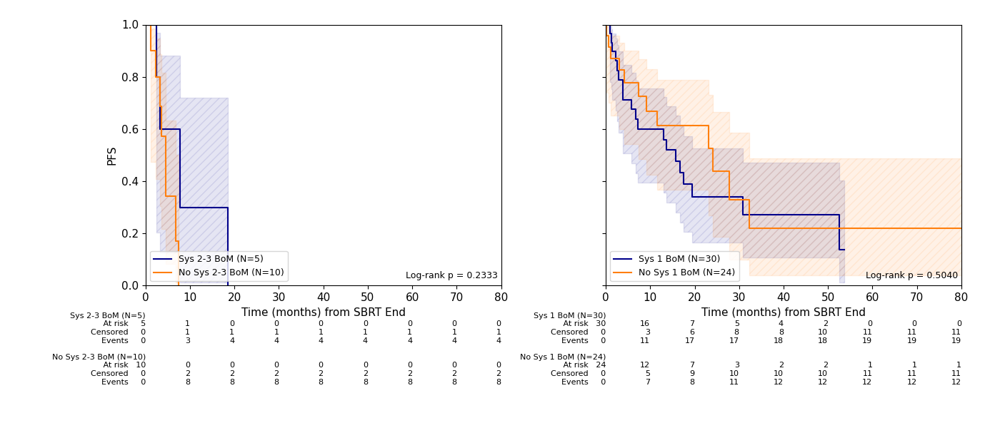 1.0
0.8
0.6
0.4
0.2
0.0
PFS
Sys 2-3 BoM (N=5)
No Sys 2-3 BoM (N=10)
Log-rank p = 0.2333
0 10 20 30 40 50 60 70 80
Time (months) from SBRT End
Sys 2-3 BoM (N=5)
At risk 5 1 0 0 0 0 0 0 0
Censored 0 1 1 1 1 1 1 1 1
Events 0 3 4 4 4 4 4 4 4
No Sys 2-3 BoM (N=10)
At risk 10 0 0 0 0 0 0 0 0
Censored 0 2 2 2 2 2 2 2 2
Events 0 8 8 8 8 8 8 8 8
Sys 1 BoM (N=30)
No Sys 1 BoM (N=24)
Log-rank p = 0.5040
0 10 20 30 40 50 60 70 80
Time (months) from SBRT End
Sys 1 BoM (N=30)
At risk 30 16 7 5 4 2 0 0 0
Censored 0 3 6 8 8 10 11 11 11
Events 0 11 17 17 18 18 19 19 19
No Sys 1 BoM (N=24)
At risk 24 12 7 3 2 2 1 1 1
Censored 0 5 9 10 10 10 11 11 11
Events 0 7 8 11 12 12 12 12 12